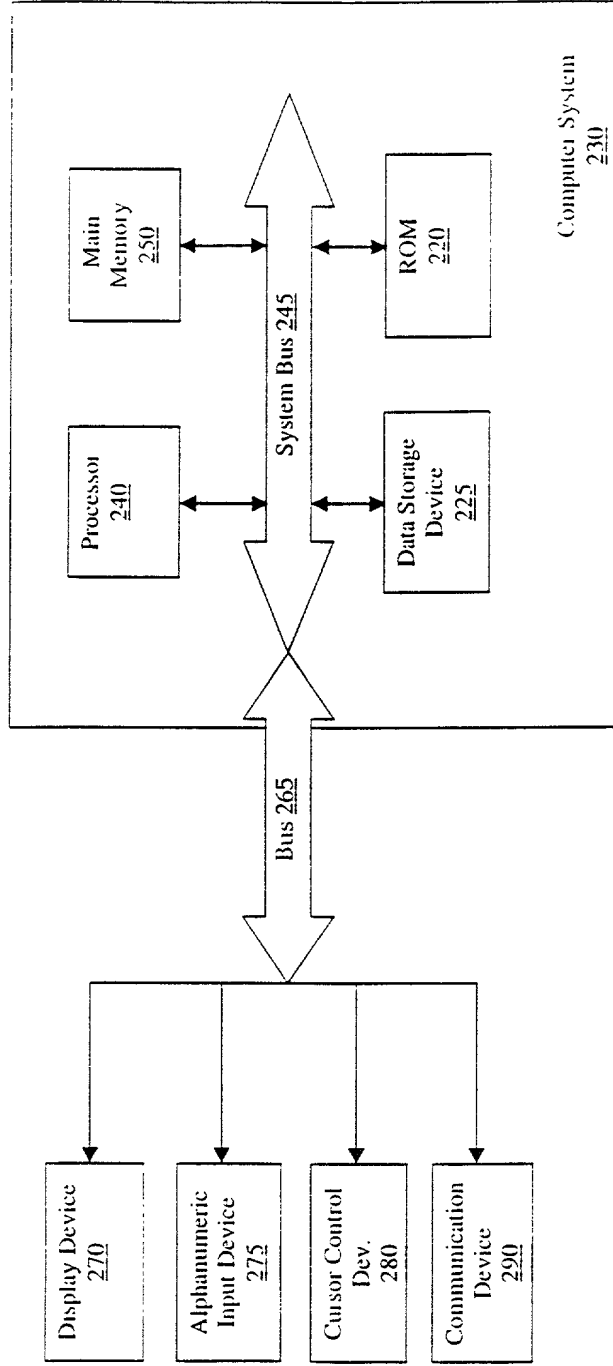 Display Device
270
Alphanumeric
Input Device
275
Cursor Control
Dev.
280
Communication
Device
290
Bus 265
Processor
240
Main
Memory
250
System Bus 245
Data Storage
Device
225
ROM
220
Computer System
230